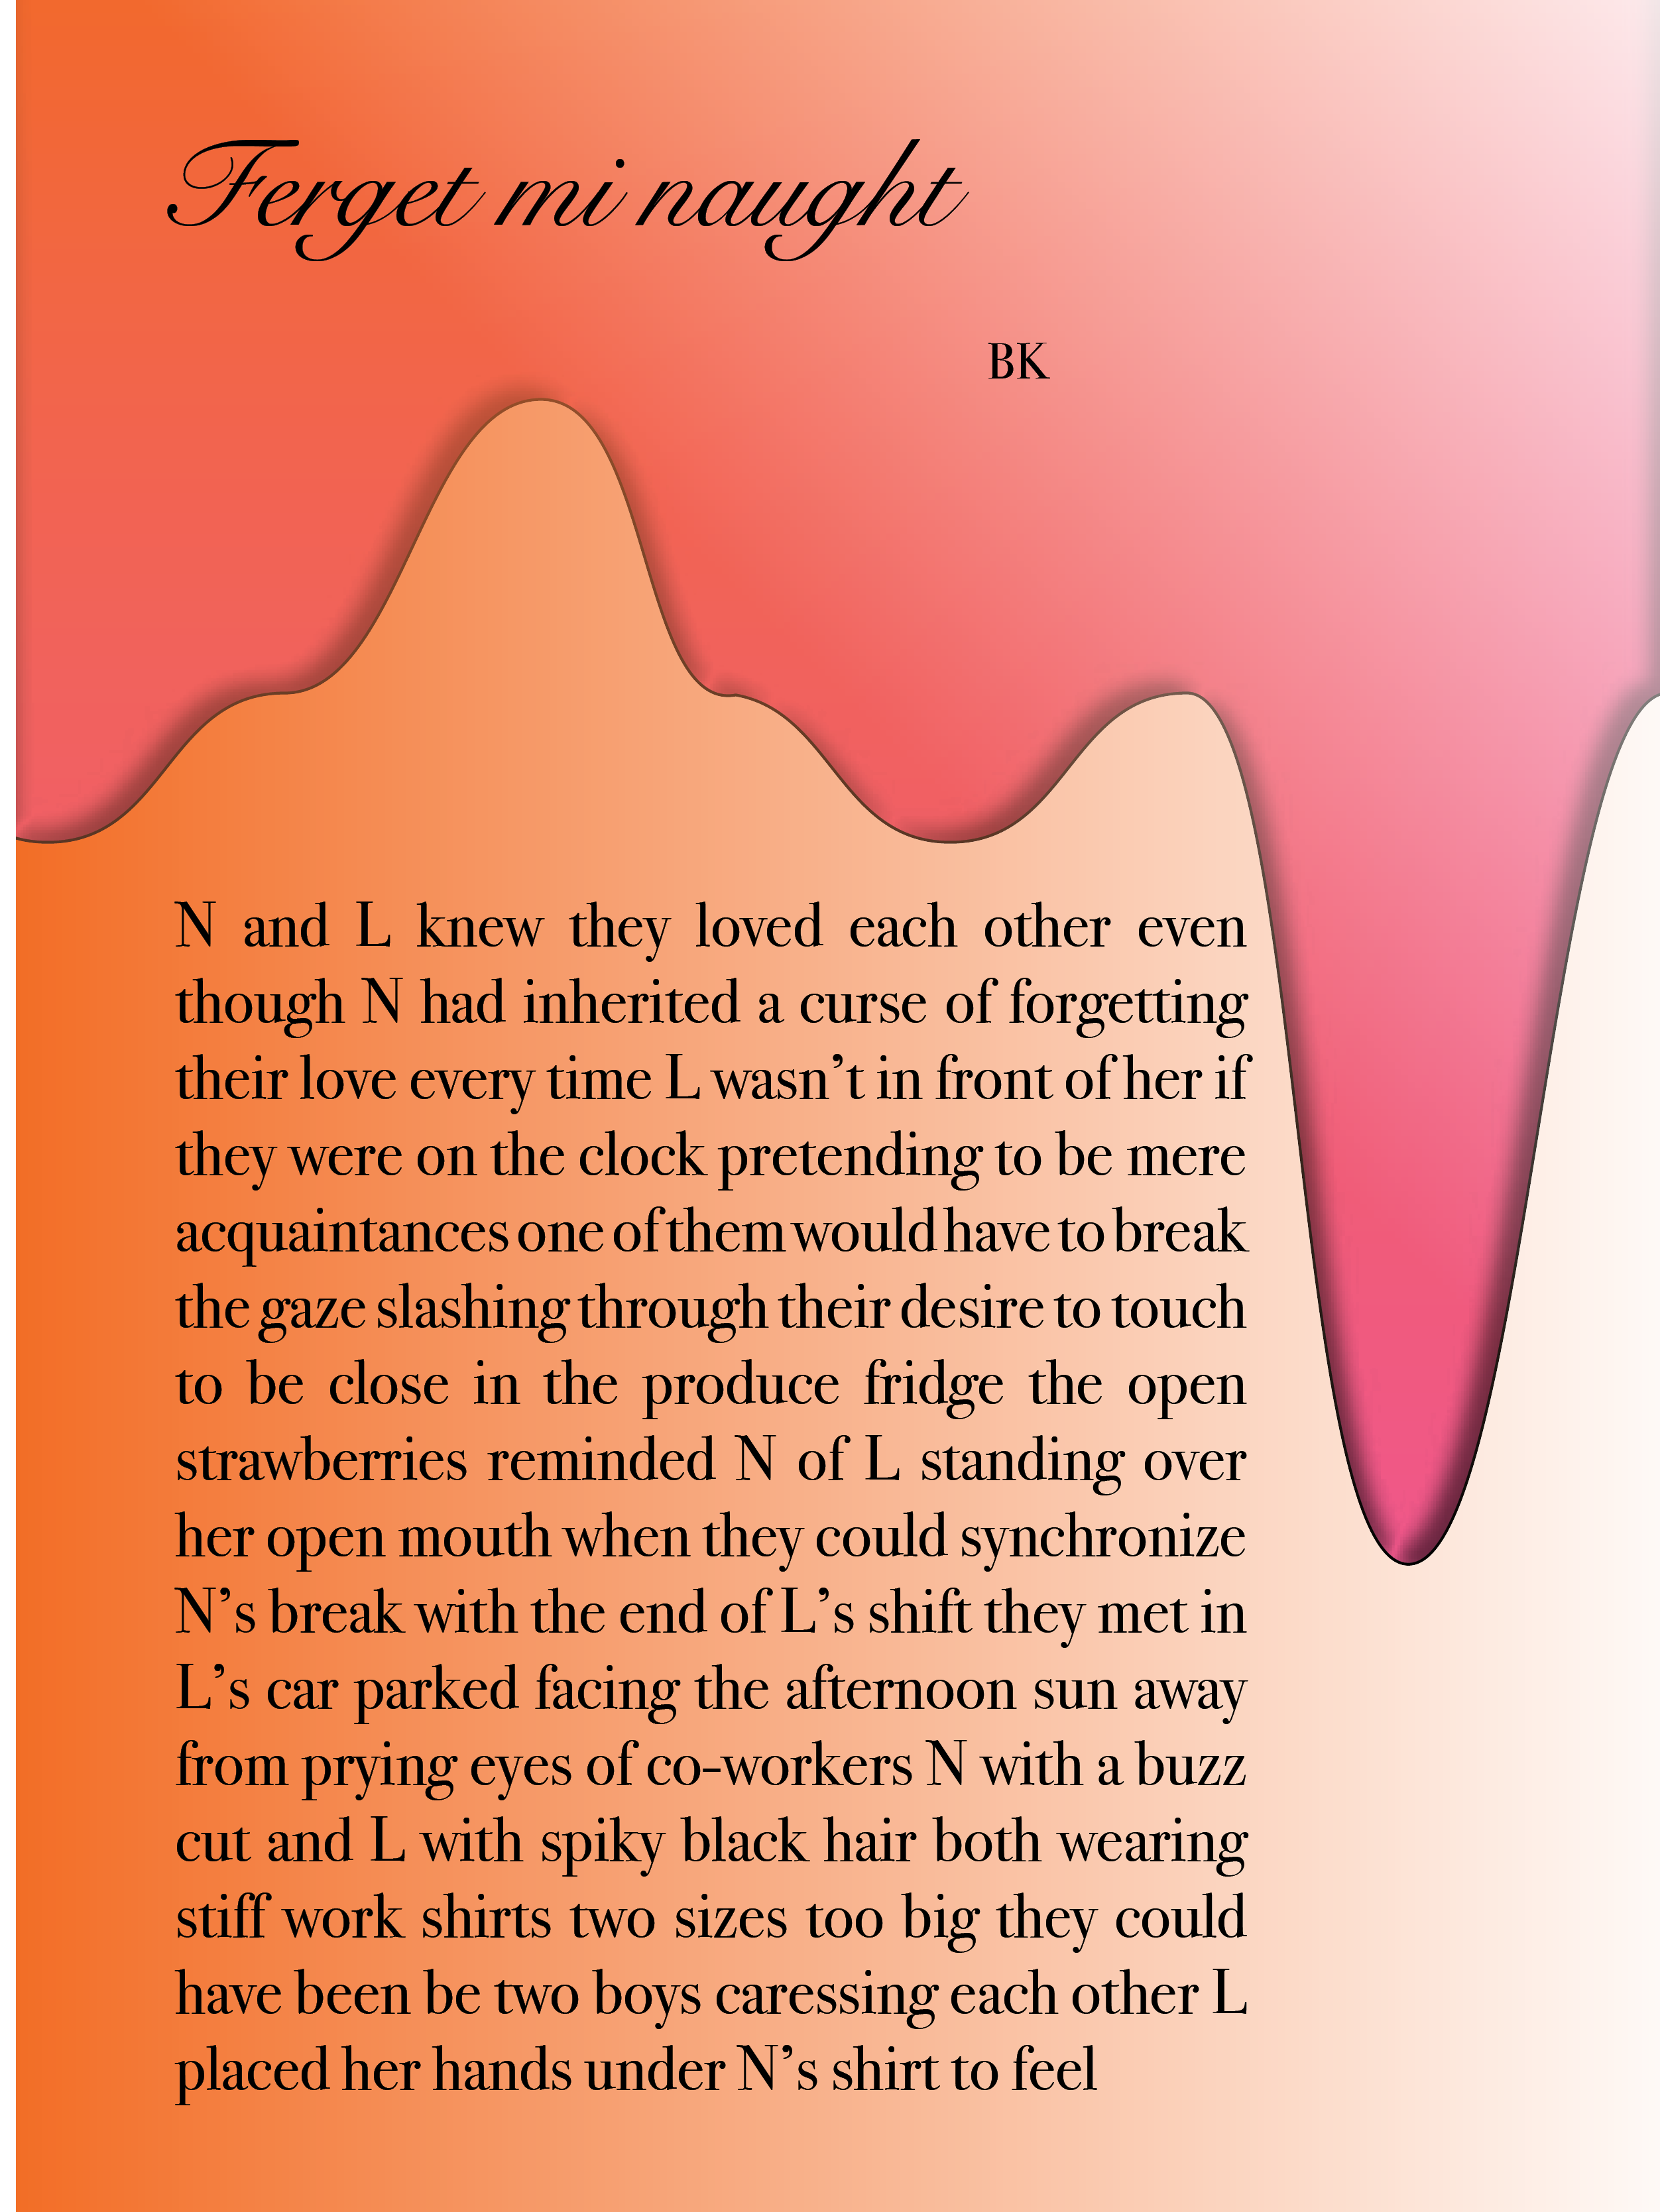 Ferget mi naught
BK
N and L knew they loved each other even
though N had inherited a curse of forgetting
their love every time L wasn’t in front of her if
they were on the clock pretending to be mere
acquaintances one of them would have to break
the gaze slashing through their desire to touch
to be close in the produce fridge the open
strawberries reminded N of L standing over
her open mouth when they could synchronize
N’s break with the end of L’s shift they met in
L’s car parked facing the afternoon sun away
from prying eyes of co-workers N with a buzz
cut and L with spiky black hair both wearing
stiff work shirts two sizes too big they could
have been be two boys caressing each other L
placed her hands under N’s shirt to feel